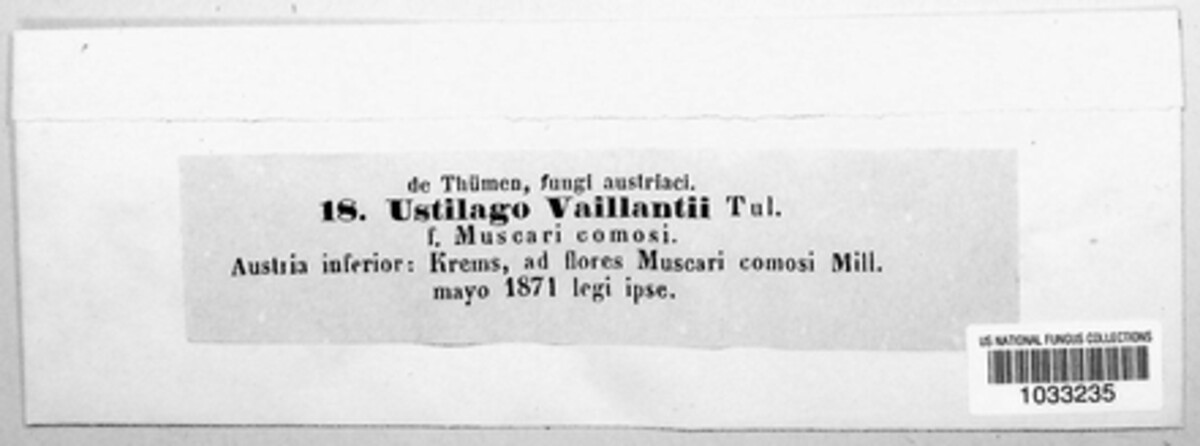 de Thümen, fungi austriaci.
18. Ustilago Vaillantii Tul.
f. Muscari comosi.
Austria inferior: Krems, ad flores Muscari comosi Mill.
mayo 1871 legi ipse.
US NATIONAL FUNGUS COLLECTIONS
1033235